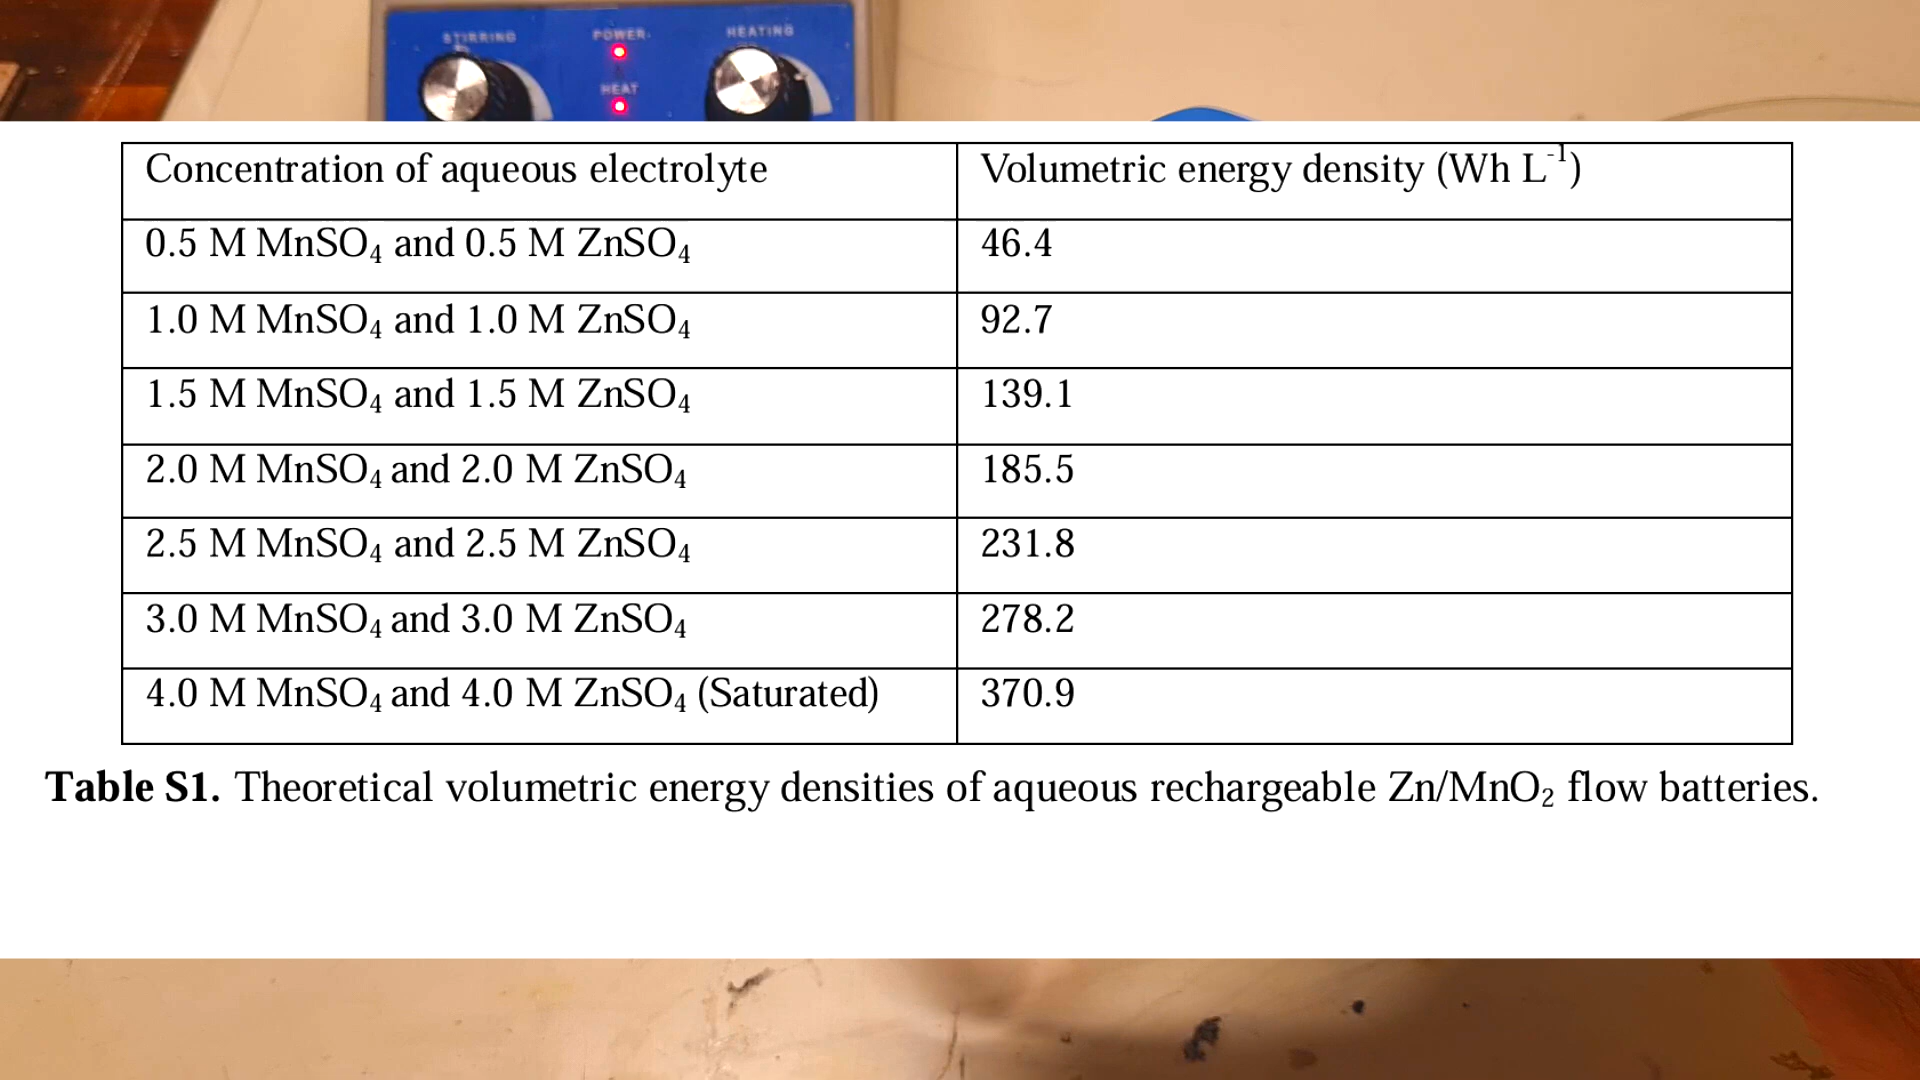 STIRRING POWER HEATING
HEAT
Concentration of aqueous electrolyte Volumetric energy density (Wh L⁻¹)
0.5 M MnSO₄ and 0.5 M ZnSO₄ 46.4
1.0 M MnSO₄ and 1.0 M ZnSO₄ 92.7
1.5 M MnSO₄ and 1.5 M ZnSO₄ 139.1
2.0 M MnSO₄ and 2.0 M ZnSO₄ 185.5
2.5 M MnSO₄ and 2.5 M ZnSO₄ 231.8
3.0 M MnSO₄ and 3.0 M ZnSO₄ 278.2
4.0 M MnSO₄ and 4.0 M ZnSO₄ (Saturated) 370.9
Table S1. Theoretical volumetric energy densities of aqueous rechargeable Zn/MnO₂ flow batteries.